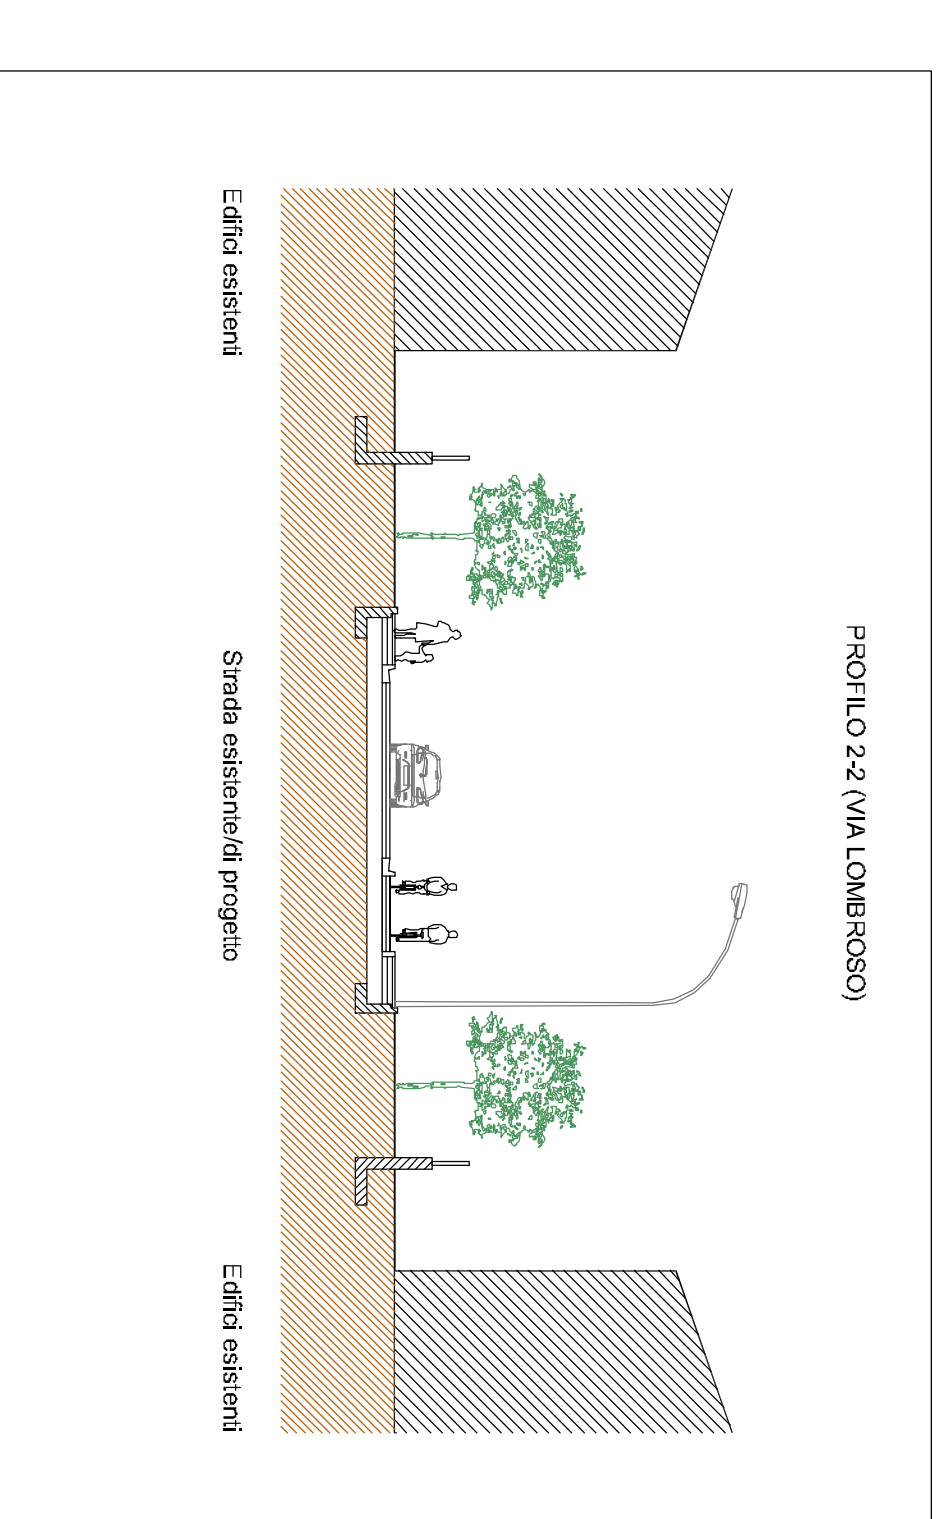 PROFILO 2-2 (VIA LOMBROSO)
Edifici esistenti
Strada esistente/di progetto
Edifici esistenti